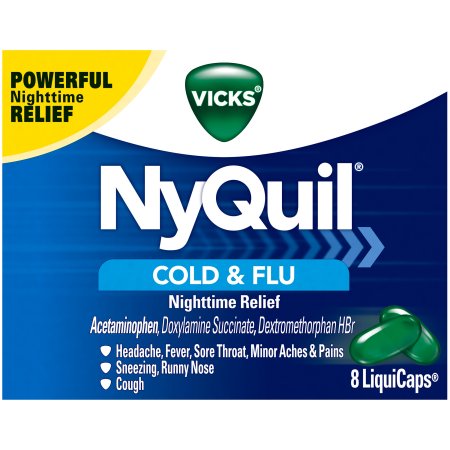 POWERFUL
Nighttime
RELIEF
VICKS®
NyQuil®
COLD & FLU
Nighttime Relief
Acetaminophen, Doxylamine Succinate, Dextromethorphan HBr
Headache, Fever, Sore Throat, Minor Aches & Pains
Sneezing, Runny Nose
Cough
8 LiquiCaps®